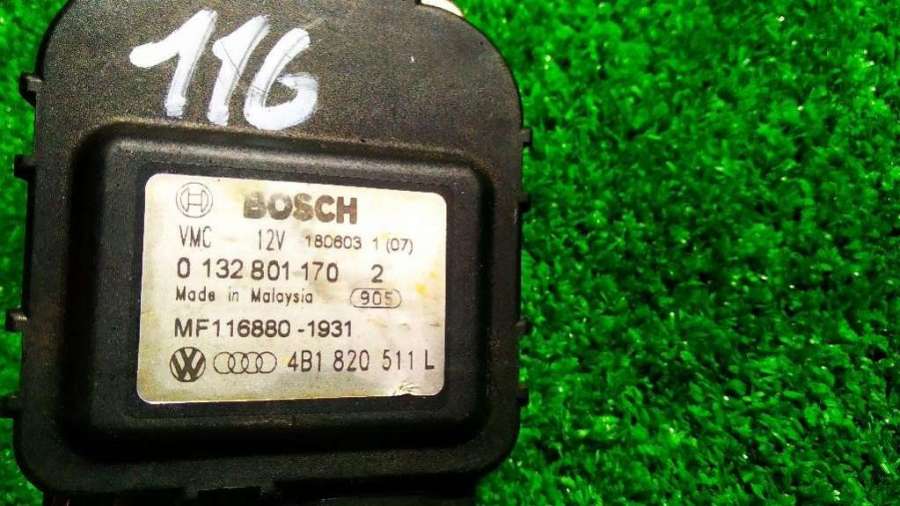 116
BOSCH
VMC 12V 180603 1 (07)
0 132 801 170 2
Made in Malaysia 905
MF116880-1931
4B1 820 511 L